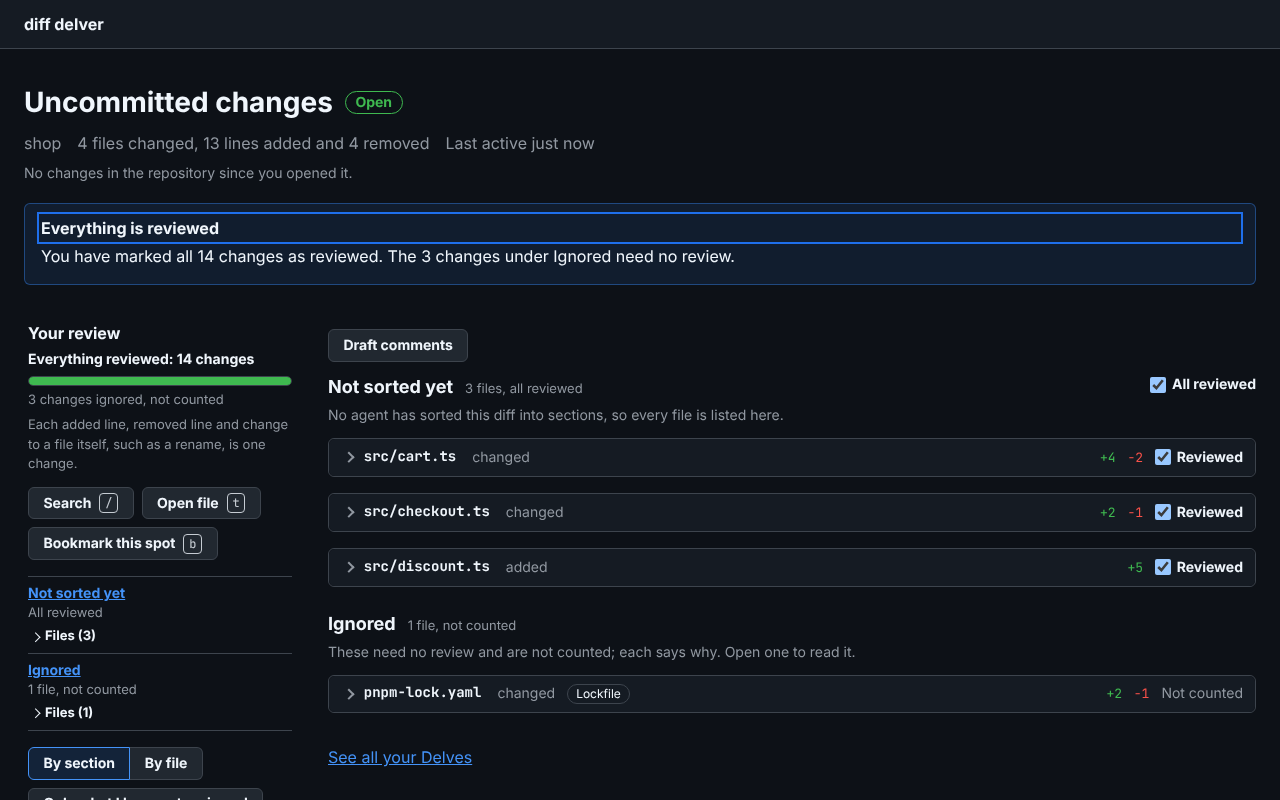 diff delver
Uncommitted changes Open
shop 4 files changed, 13 lines added and 4 removed Last active just now
No changes in the repository since you opened it.
Everything is reviewed
You have marked all 14 changes as reviewed. The 3 changes under Ignored need no review.
Your review
Everything reviewed: 14 changes
3 changes ignored, not counted
Each added line, removed line and change
to a file itself, such as a rename, is one
change.
Search /
Open file t
Bookmark this spot b
Not sorted yet
All reviewed
Files (3)
Ignored
1 file, not counted
Files (1)
By section By file
Draft comments
Not sorted yet 3 files, all reviewed All reviewed
No agent has sorted this diff into sections, so every file is listed here.
src/cart.ts changed +4 -2 Reviewed
src/checkout.ts changed +2 -1 Reviewed
src/discount.ts added +5 Reviewed
Ignored 1 file, not counted
These need no review and are not counted; each says why. Open one to read it.
pnpm-lock.yaml changed Lockfile +2 -1 Not counted
See all your Delves